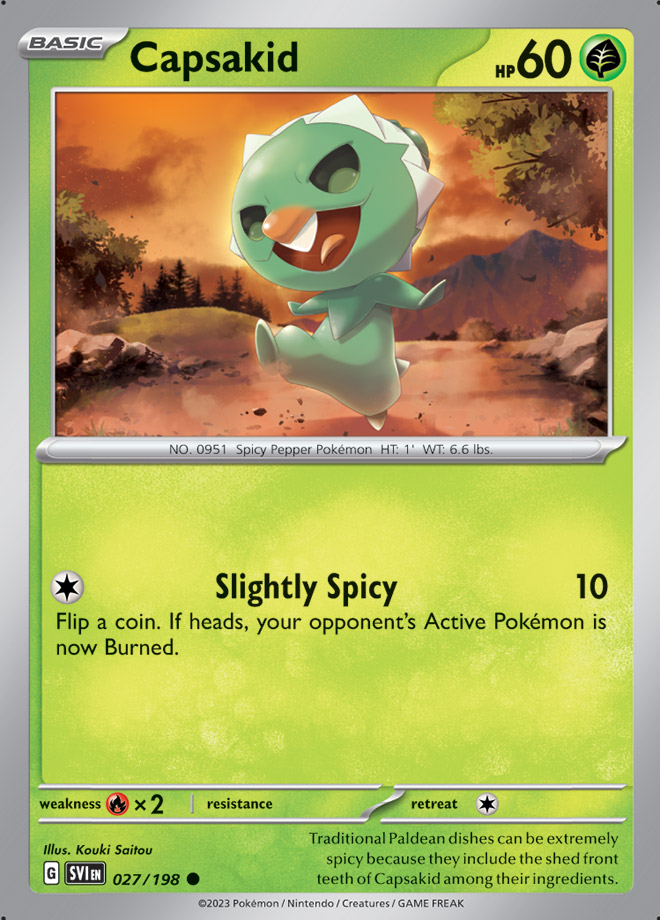 BASIC
Capsakid
HP 60
NO. 0951 Spicy Pepper Pokémon HT: 1' WT: 6.6 lbs.
Slightly Spicy 10
Flip a coin. If heads, your opponent's Active Pokémon is
now Burned.
weakness ×2 resistance retreat
Illus. Kouki Saitou
G SVI EN 027/198
Traditional Paldean dishes can be extremely
spicy because they include the shed front
teeth of Capsakid among their ingredients.
©2023 Pokémon / Nintendo / Creatures / GAME FREAK